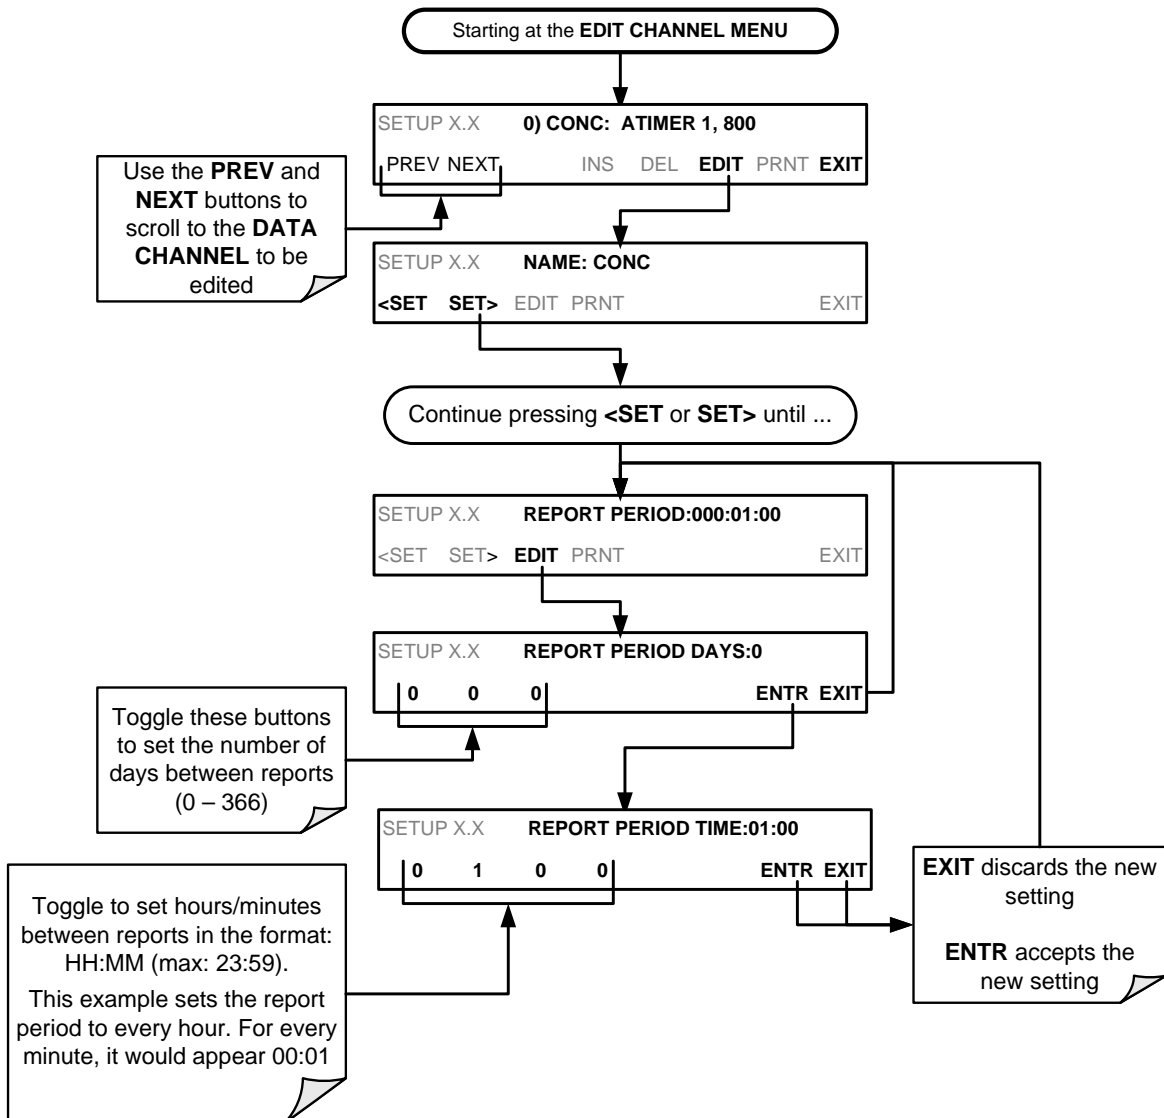 Starting at the EDIT CHANNEL MENU
SETUP X.X 0) CONC: ATIMER 1, 800
PREV NEXT INS DEL EDIT PRNT EXIT
Use the PREV and
NEXT buttons to
scroll to the DATA
CHANNEL to be
edited
SETUP X.X NAME: CONC
<SET SET> EDIT PRNT EXIT
Continue pressing <SET or SET> until ...
SETUP X.X REPORT PERIOD:000:01:00
<SET SET> EDIT PRNT EXIT
SETUP X.X REPORT PERIOD DAYS:0
0 0 0 ENTR EXIT
Toggle these buttons
to set the number of
days between reports
(0 – 366)
SETUP X.X REPORT PERIOD TIME:01:00
0 1 0 0 ENTR EXIT
Toggle to set hours/minutes
between reports in the format:
HH:MM (max: 23:59).
This example sets the report
period to every hour. For every
minute, it would appear 00:01
EXIT discards the new
setting
ENTR accepts the
new setting